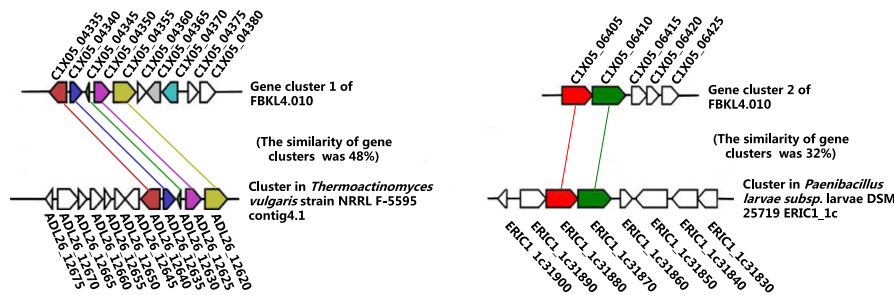 C1X05_04335
C1X05_04340
C1X05_04345
C1X05_04350
C1X05_04355
C1X05_04360
C1X05_04365
C1X05_04370
C1X05_04375
C1X05_04380
Gene cluster 1 of
FBKL4.010
(The similarity of gene
clusters was 48%)
Cluster in Thermoactinomyces
vulgaris strain NRRL F-5595
contig4.1
ADL26_12675
ADL26_12670
ADL26_12665
ADL26_12660
ADL26_12655
ADL26_12650
ADL26_12645
ADL26_12640
ADL26_12635
ADL26_12630
ADL26_12625
ADL26_12620
C1X05_06405
C1X05_06410
C1X05_06415
C1X05_06420
C1X05_06425
Gene cluster 2 of
FBKL4.010
(The similarity of gene
clusters was 32%)
Cluster in Paenibacillus
larvae subsp. larvae DSM
25719 ERIC1_1c
ERIC1_1c31900
ERIC1_1c31890
ERIC1_1c31880
ERIC1_1c31870
ERIC1_1c31860
ERIC1_1c31850
ERIC1_1c31840
ERIC1_1c31830